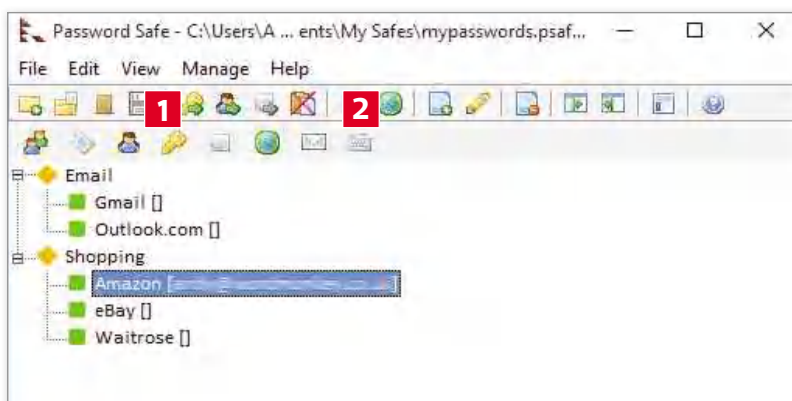 Password Safe - C:\Users\A ... ents\My Safes\mypasswords.psaf...
File Edit View Manage Help
1 2
Email
Gmail []
Outlook.com []
Shopping
Amazon [
eBay []
Waitrose []